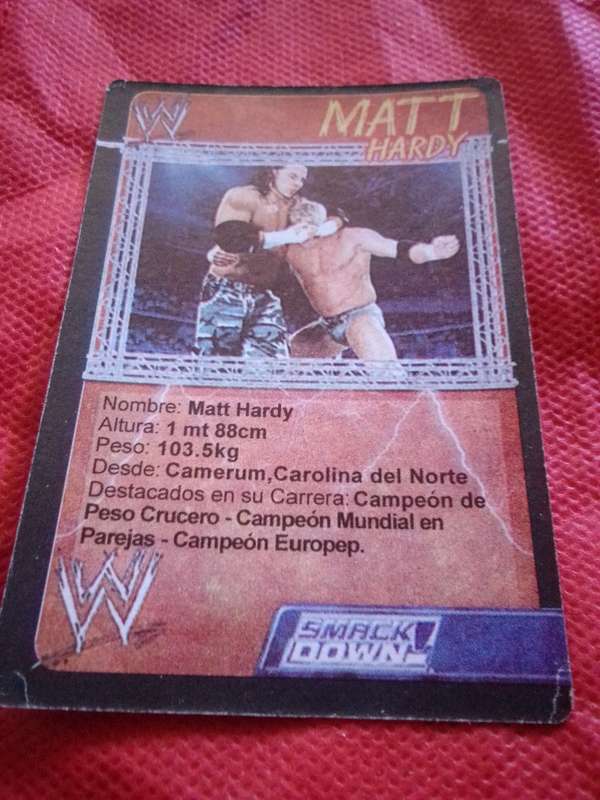 W
MATT
HARDY
Nombre: Matt Hardy
Altura: 1 mt 88cm
Peso: 103.5kg
Desde: Camerum,Carolina del Norte
Destacados en su Carrera: Campeón de
Peso Crucero - Campeón Mundial en
Parejas - Campeón Europep.
W
SMACK
DOWN!